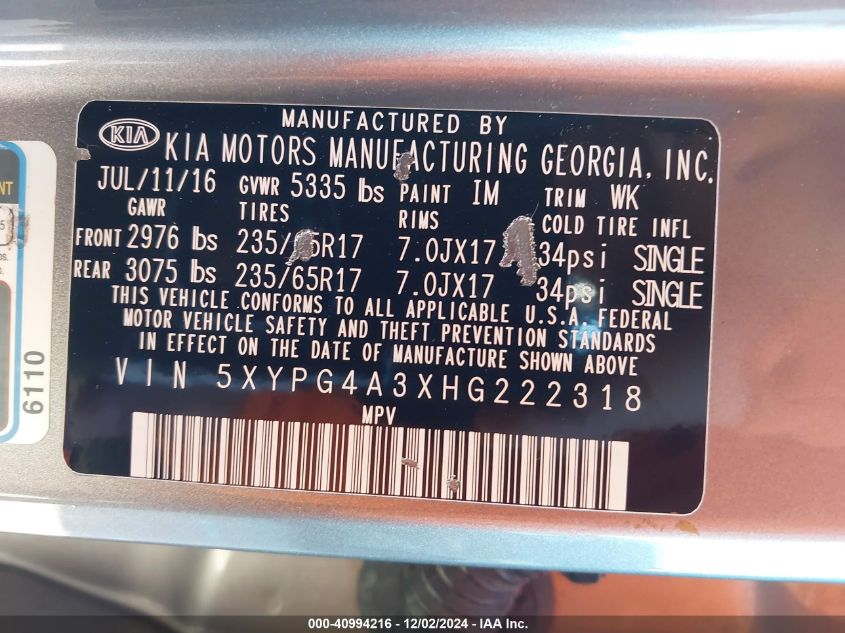 MANUFACTURED BY
KIA KIA MOTORS MANUFACTURING GEORGIA, INC.
JUL/11/16 GVWR 5335 lbs PAINT IM TRIM WK
GAWR TIRES RIMS COLD TIRE INFL
FRONT 2976 lbs 7.0JX17 34psi SINGLE
REAR 3075 lbs 235/65R17 7.0JX17 34psi SINGLE
THIS VEHICLE CONFORMS TO ALL APPLICABLE U.S.A. FEDERAL
MOTOR VEHICLE SAFETY AND THEFT PREVENTION STANDARDS
IN EFFECT ON THE DATE OF MANUFACTURE SHOWN ABOVE
VIN 5XYPG4A3XHG222318
MPV
6110
000-40994216 - 12/02/2024 - IAA Inc.